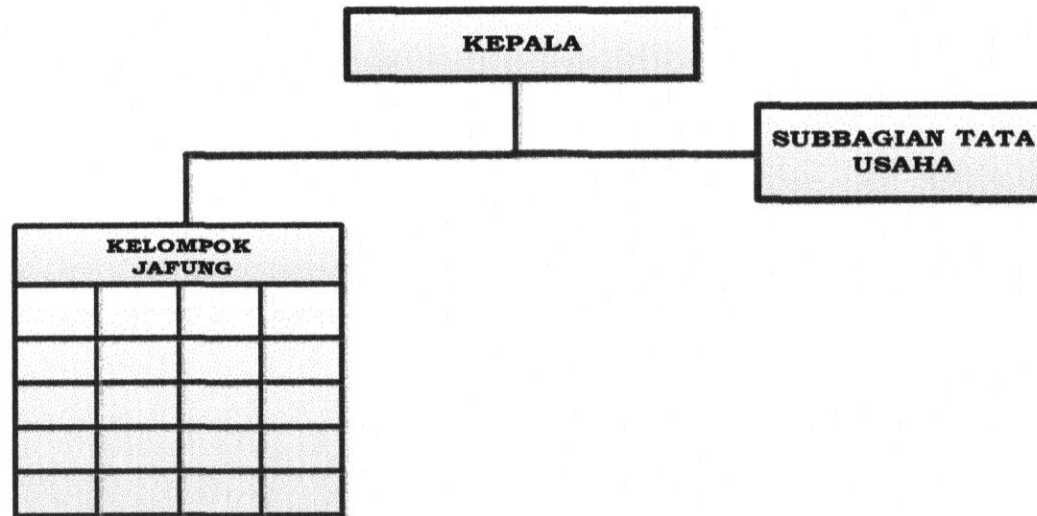 KEPALA
SUBBAGIAN TATA
USAHA
KELOMPOK
JAFUNG